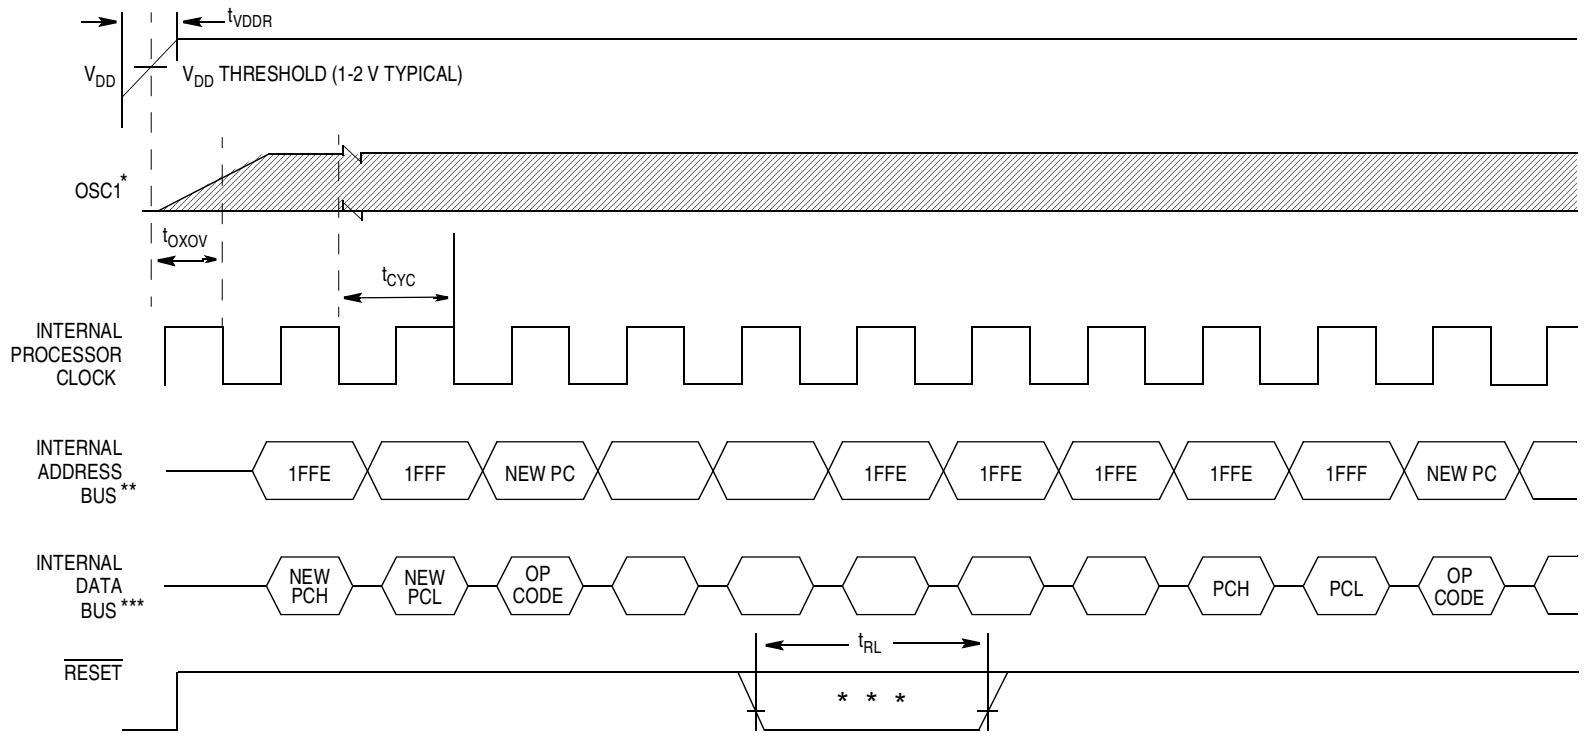 tVDDR
VDD
VDD THRESHOLD (1-2 V TYPICAL)
OSC1*
tOXOV
tCYC
INTERNAL
PROCESSOR
CLOCK
INTERNAL
ADDRESS
BUS **
1FFE
1FFF
NEW PC
1FFE
1FFE
1FFE
1FFE
1FFF
NEW PC
INTERNAL
DATA
BUS ***
NEW
PCH
NEW
PCL
OP
CODE
PCH
PCL
OP
CODE
tRL
RESET
* * *